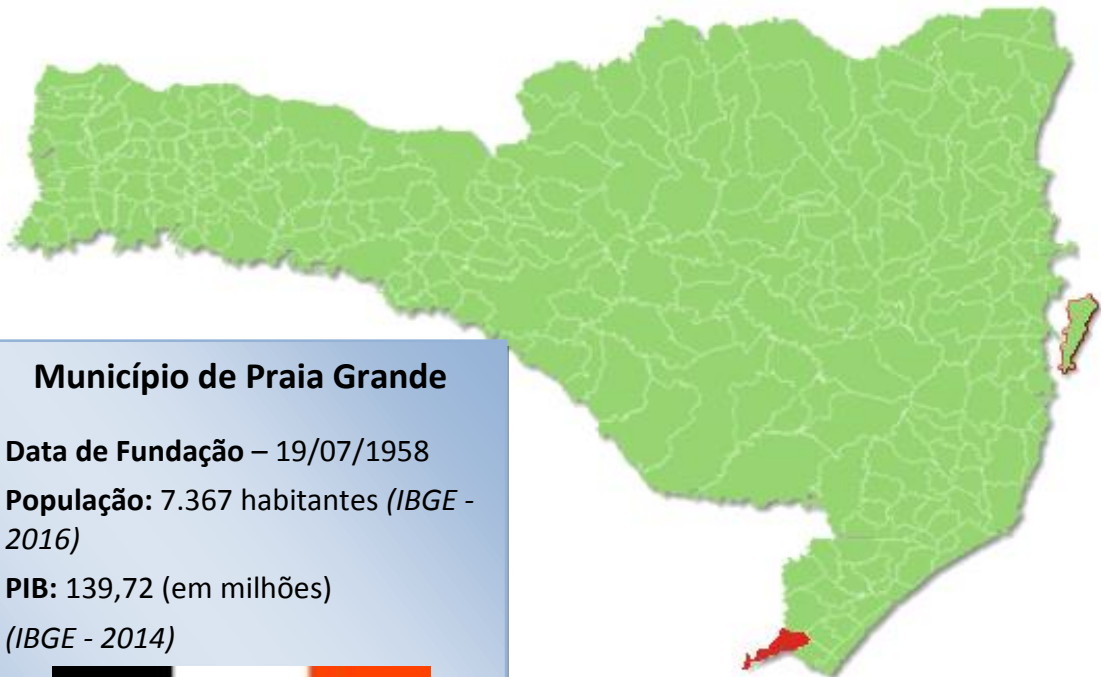 Município de Praia Grande
Data de Fundação – 19/07/1958
População: 7.367 habitantes (IBGE -
2016)
PIB: 139,72 (em milhões)
(IBGE - 2014)